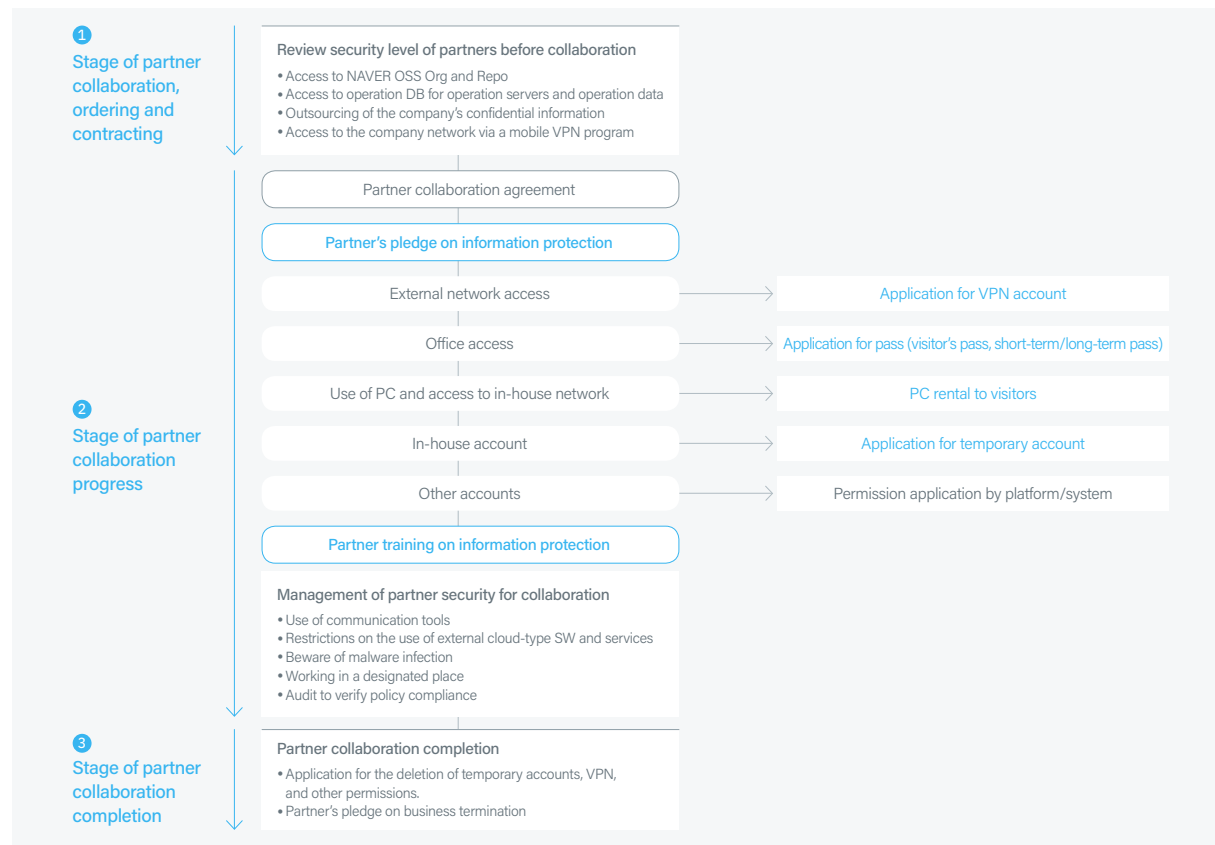 1
Stage of partner
collaboration,
ordering and
contracting
Review security level of partners before collaboration
• Access to NAVER OSS Org and Repo
• Access to operation DB for operation servers and operation data
• Outsourcing of the company's confidential information
• Access to the company network via a mobile VPN program
2
Stage of partner
collaboration
progress
Partner collaboration agreement
Partner's pledge on information protection
External network access
Application for VPN account
Office access
Application for pass (visitor's pass, short-term/long-term pass)
Use of PC and access to in-house network
PC rental to visitors
In-house account
Application for temporary account
Other accounts
Permission application by platform/system
Partner training on information protection
Management of partner security for collaboration
• Use of communication tools
• Restrictions on the use of external cloud-type SW and services
• Beware of malware infection
• Working in a designated place
• Audit to verify policy compliance
3
Stage of partner
collaboration
completion
Partner collaboration completion
• Application for the deletion of temporary accounts, VPN,
and other permissions.
• Partner's pledge on business termination